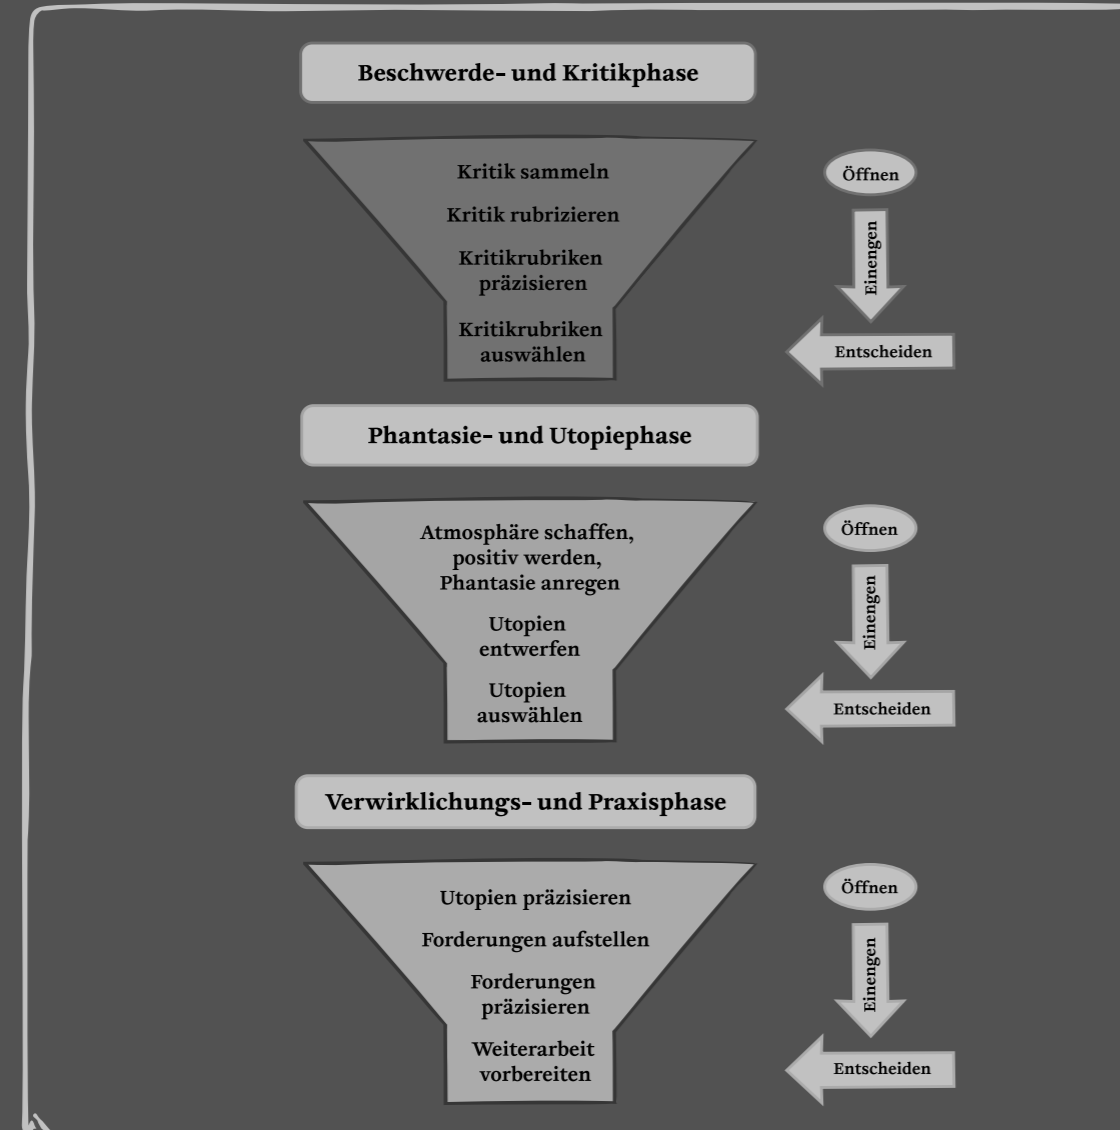 Beschwerde- und Kritikphase
Kritik sammeln
Kritik rubrizieren
Kritikrubriken
präzisieren
Kritikrubriken
auswählen
Öffnen
Einengen
Entscheiden
Phantasie- und Utopiephase
Atmosphäre schaffen,
positiv werden,
Phantasie anregen
Utopien
entwerfen
Utopien
auswählen
Öffnen
Einengen
Entscheiden
Verwirklichungs- und Praxisphase
Utopien präzisieren
Forderungen aufstellen
Forderungen
präzisieren
Weiterarbeit
vorbereiten
Öffnen
Einengen
Entscheiden